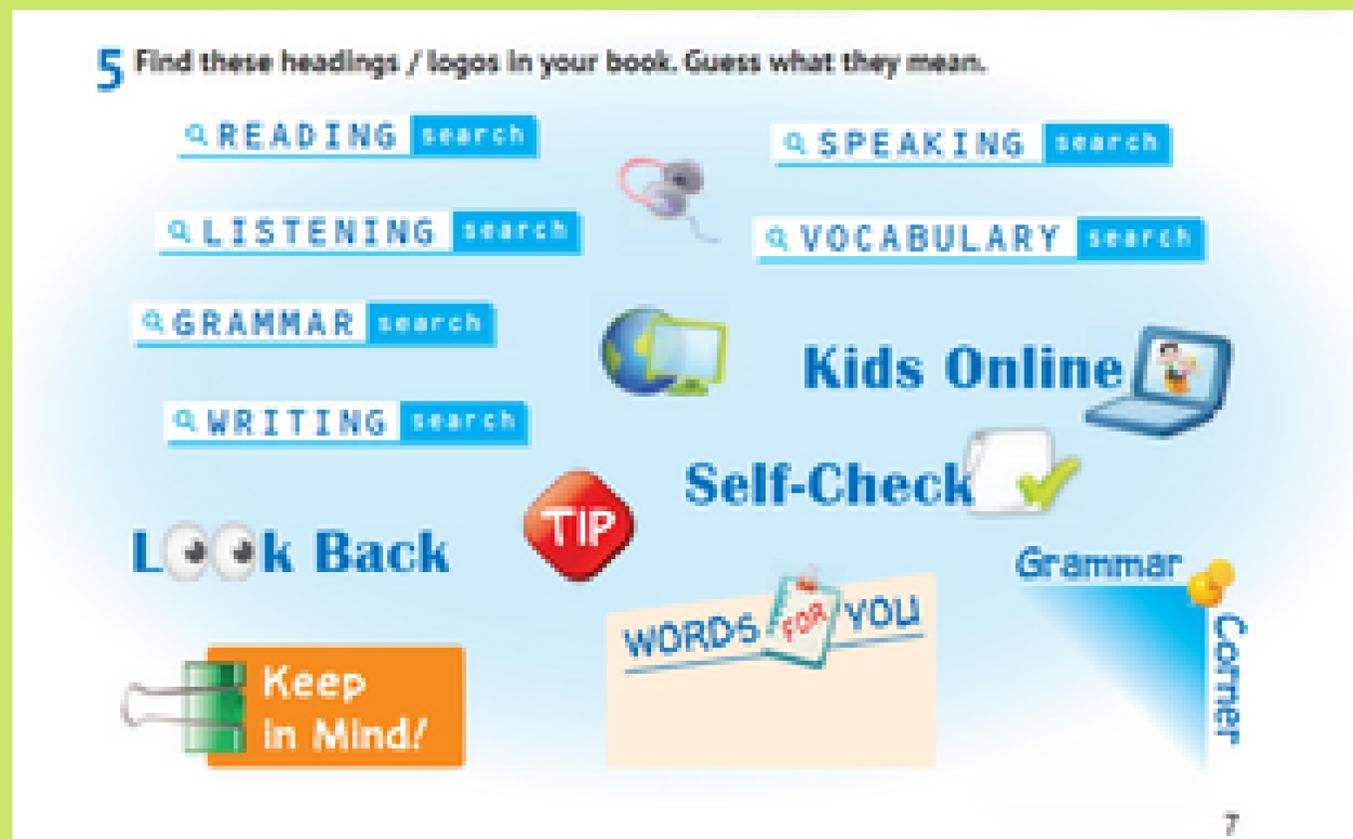 5 Find these headings / logos in your book. Guess what they mean.
READING search
SPEAKING search
LISTENING search
VOCABULARY search
GRAMMAR search
Kids Online
WRITING search
Self-Check
TIP
Look Back
Grammar Corner
WORDS FOR YOU
Keep
in Mind!
7